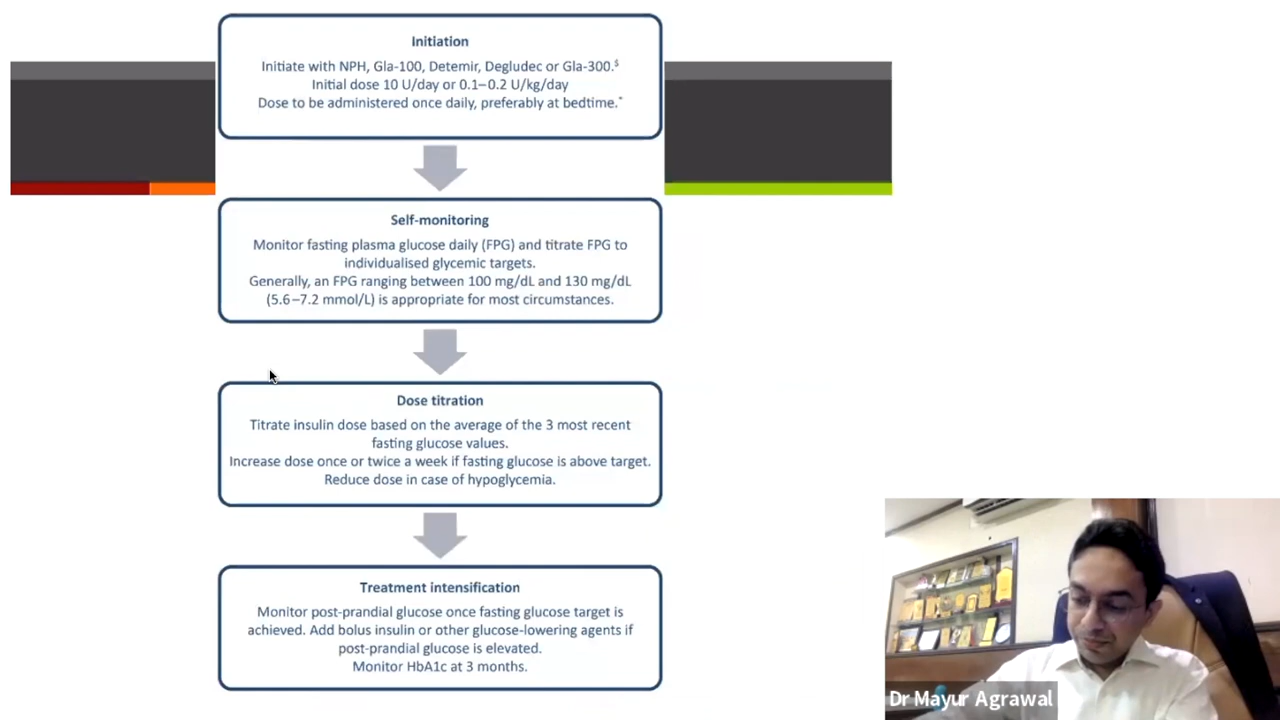 Initiation
Initiate with NPH, Gla-100, Detemir, Degludec or Gla-300.$
Initial dose 10 U/day or 0.1–0.2 U/kg/day
Dose to be administered once daily, preferably at bedtime.*
Self-monitoring
Monitor fasting plasma glucose daily (FPG) and titrate FPG to
individualised glycemic targets.
Generally, an FPG ranging between 100 mg/dL and 130 mg/dL
(5.6–7.2 mmol/L) is appropriate for most circumstances.
Dose titration
Titrate insulin dose based on the average of the 3 most recent
fasting glucose values.
Increase dose once or twice a week if fasting glucose is above target.
Reduce dose in case of hypoglycemia.
Treatment intensification
Monitor post-prandial glucose once fasting glucose target is
achieved. Add bolus insulin or other glucose-lowering agents if
post-prandial glucose is elevated.
Monitor HbA1c at 3 months.
Dr Mayur Agrawal